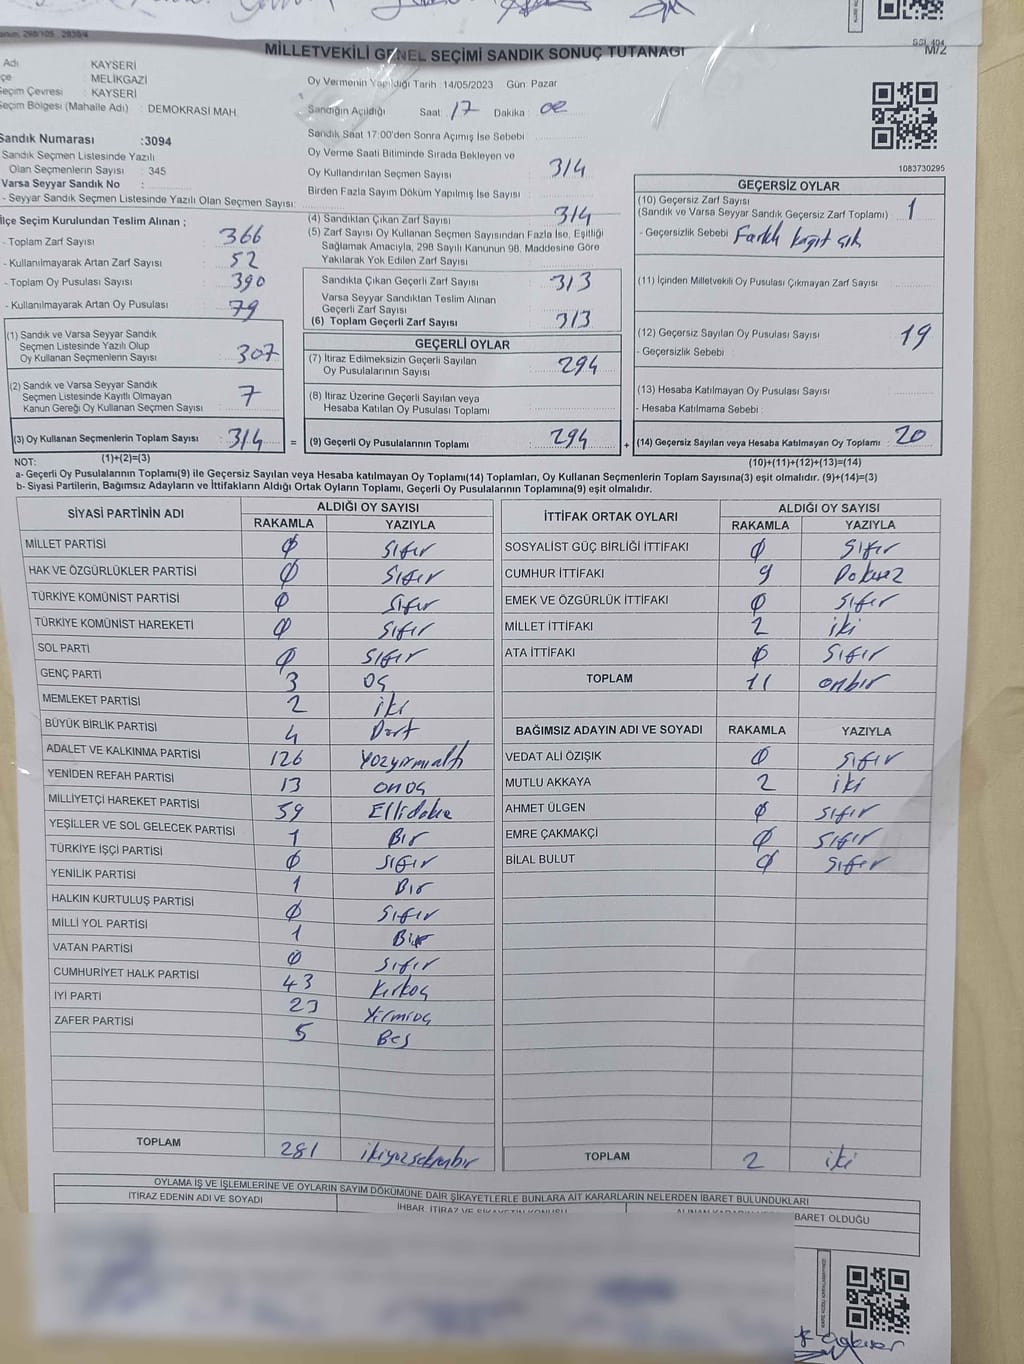 MİLLETVEKİLİ GENEL SEÇİMİ SANDIK SONUÇ TUTANAĞI
M/2
Adı KAYSERİ
çe MELİKGAZİ
eçim Çevresi : KAYSERİ
eçim Bölgesi (Mahalle Adı) : DEMOKRASİ MAH.
Sandık Numarası :3094
Sandık Seçmen Listesinde Yazılı
Olan Seçmenlerin Sayısı : 345
Varsa Seyyar Sandık No :
- Seyyar Sandık Listesinde Yazılı Olan Seçmen Sayısı:
Oy Vermenin Yapıldığı Tarih : 14/05/2023 Gün: Pazar
Sandığın Açıldığı Saat : 17 Dakika :
Sandık Saat 17:00'den Sonra Açımış İse Sebebi :
Oy Verme Saati Bitiminde Sırada Bekleyen ve
Oy Kullandırılan Seçmen Sayısı : 314
Birden Fazla Sayım Döküm Yapılmış İse Sayısı :
1083730295
İlçe Seçim Kurulundan Teslim Alınan ;
- Toplam Zarf Sayısı : 366
- Kullanılmayarak Artan Zarf Sayısı : 52
- Toplam Oy Pusulası Sayısı : 390
- Kullanılmayarak Artan Oy Pusulası : 79
(1) Sandık ve Varsa Seyyar Sandık
Seçmen Listesinde Yazılı Olup
Oy Kullanan Seçmenlerin Sayısı : 307
(2) Sandık ve Varsa Seyyar Sandık
Seçmen Listesinde Kayıtlı Olmayan
Kanun Gereği Oy Kullanan Seçmen Sayısı : 7
(3) Oy Kullanan Seçmenlerin Toplam Sayısı : 314 =
(1)+(2)=(3)
(4) Sandıktan Çıkan Zarf Sayısı : 314
(5) Zarf Sayısı Oy Kullanan Seçmen Sayısından Fazla İse, Eşitliği
Sağlamak Amacıyla, 298 Sayılı Kanunun 98. Maddesine Göre
Yakılarak Yok Edilen Zarf Sayısı :
Sandıkta Çıkan Geçerli Zarf Sayısı : 313
Varsa Seyyar Sandıktan Teslim Alınan
Geçerli Zarf Sayısı :
(6) Toplam Geçerli Zarf Sayısı : 313
GEÇERLİ OYLAR
(7) İtiraz Edilmeksizin Geçerli Sayılan
Oy Pusulalarının Sayısı : 294
(8) İtiraz Üzerine Geçerli Sayılan veya
Hesaba Katılan Oy Pusulası Toplamı :
(9) Geçerli Oy Pusulalarının Toplamı : 294 +
GEÇERSİZ OYLAR
(10) Geçersiz Zarf Sayısı
(Sandık ve Varsa Seyyar Sandık Geçersiz Zarf Toplamı) : 1
- Geçersizlik Sebebi : Farklı kağıt
(11) İçinden Milletvekili Oy Pusulası Çıkmayan Zarf Sayısı :
(12) Geçersiz Sayılan Oy Pusulası Sayısı : 19
- Geçersizlik Sebebi :
(13) Hesaba Katılmayan Oy Pusulası Sayısı :
- Hesaba Katılmama Sebebi :
(14) Geçersiz Sayılan veya Hesaba Katılmayan Oy Toplamı : 20
(10)+(11)+(12)+(13)=(14)
NOT:
a- Geçerli Oy Pusulalarının Toplamı(9) ile Geçersiz Sayılan veya Hesaba katılmayan Oy Toplamı(14) Toplamları, Oy Kullanan Seçmenlerin Toplam Sayısına(3) eşit olmalıdır. (9)+(14)=(3)
b- Siyasi Partilerin, Bağımsız Adayların ve İttifakların Aldığı Ortak Oyların Toplamı, Geçerli Oy Pusulalarının Toplamına(9) eşit olmalıdır.
SİYASİ PARTİNİN ADI ALDIĞI OY SAYISI
RAKAMLA YAZIYLA
MİLLET PARTİSİ 0 Sıfır
HAK VE ÖZGÜRLÜKLER PARTİSİ 0 Sıfır
TÜRKİYE KOMÜNİST PARTİSİ 0 Sıfır
TÜRKİYE KOMÜNİST HAREKETİ 0 Sıfır
SOL PARTİ 0 Sıfır
GENÇ PARTİ 3 Üç
MEMLEKET PARTİSİ 2 iki
BÜYÜK BİRLİK PARTİSİ 4 Dört
ADALET VE KALKINMA PARTİSİ 126 Yüzyirmialtı
YENİDEN REFAH PARTİSİ 13 onüç
MİLLİYETÇİ HAREKET PARTİSİ 59 Ellidokuz
YEŞİLLER VE SOL GELECEK PARTİSİ 1 Bir
TÜRKİYE İŞÇİ PARTİSİ 0 Sıfır
YENİLİK PARTİSİ 1 Bir
HALKIN KURTULUŞ PARTİSİ 0 Sıfır
MİLLİ YOL PARTİSİ 1 Bir
VATAN PARTİSİ 0 Sıfır
CUMHURİYET HALK PARTİSİ 43 Kırküç
İYİ PARTİ 23 Yirmiüç
ZAFER PARTİSİ 5 Beş
TOPLAM 281 ikiyüzseksenbir
İTTİFAK ORTAK OYLARI ALDIĞI OY SAYISI
RAKAMLA YAZIYLA
SOSYALİST GÜÇ BİRLİĞİ İTTİFAKI 0 Sıfır
CUMHUR İTTİFAKI 9 Dokuz
EMEK VE ÖZGÜRLÜK İTTİFAKI 0 Sıfır
MİLLET İTTİFAKI 2 iki
ATA İTTİFAKI 0 Sıfır
TOPLAM 11 onbir
BAĞIMSIZ ADAYIN ADI VE SOYADI RAKAMLA YAZIYLA
VEDAT ALİ ÖZIŞIK 0 Sıfır
MUTLU AKKAYA 2 iki
AHMET ÜLGEN 0 Sıfır
EMRE ÇAKMAKÇİ 0 Sıfır
BİLAL BULUT 0 Sıfır
TOPLAM 2 iki
OYLAMA İŞ VE İŞLEMLERİNE VE OYLARIN SAYIM DÖKÜMÜNE DAİR ŞİKAYETLERLE BUNLARA AİT KARARLARIN NELERDEN İBARET BULUNDUKLARI
İTİRAZ EDENİN ADI VE SOYADI
BARET OLDUĞU